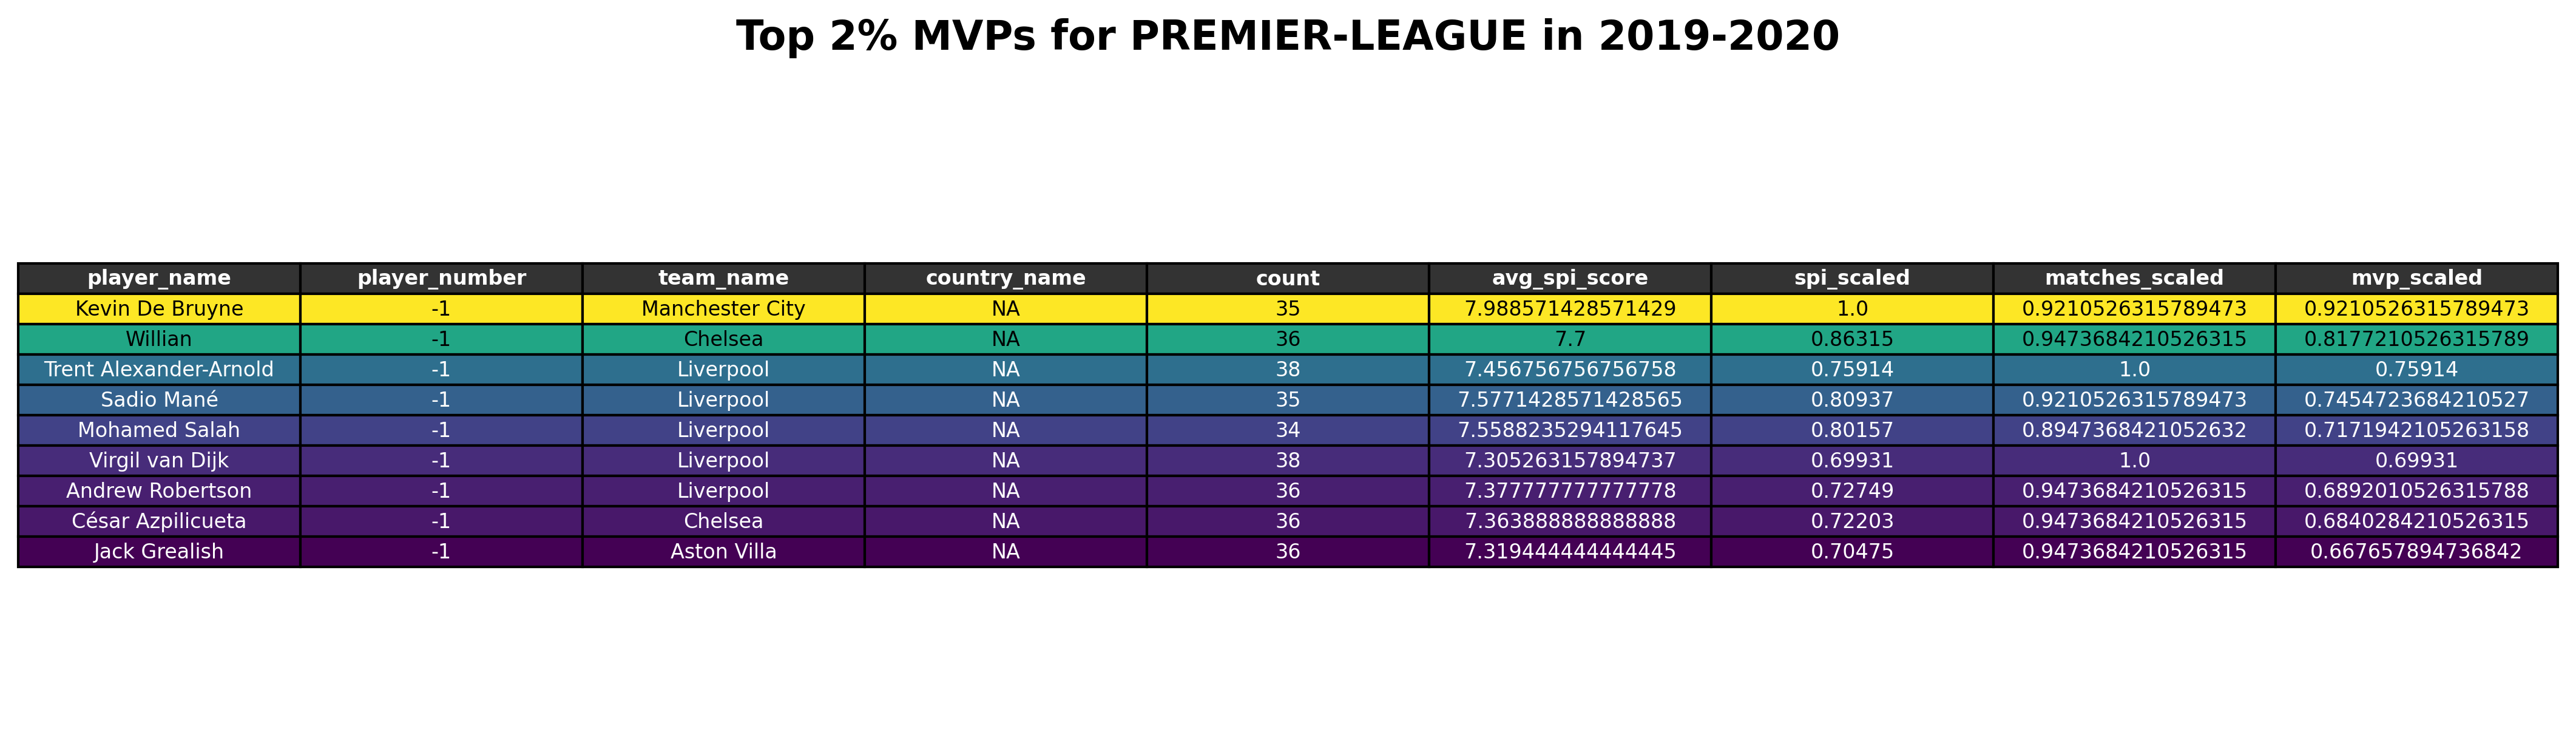 Top 2% MVPs for PREMIER-LEAGUE in 2019-2020
player_name player_number team_name country_name count avg_spi_score spi_scaled matches_scaled mvp_scaled
Kevin De Bruyne -1 Manchester City NA 35 7.988571428571429 1.0 0.9210526315789473 0.9210526315789473
Willian -1 Chelsea NA 36 7.7 0.86315 0.9473684210526315 0.8177210526315789
Trent Alexander-Arnold -1 Liverpool NA 38 7.456756756756758 0.75914 1.0 0.75914
Sadio Mané -1 Liverpool NA 35 7.5771428571428565 0.80937 0.9210526315789473 0.7454723684210527
Mohamed Salah -1 Liverpool NA 34 7.5588235294117645 0.80157 0.8947368421052632 0.7171942105263158
Virgil van Dijk -1 Liverpool NA 38 7.305263157894737 0.69931 1.0 0.69931
Andrew Robertson -1 Liverpool NA 36 7.377777777777778 0.72749 0.9473684210526315 0.6892010526315788
César Azpilicueta -1 Chelsea NA 36 7.363888888888888 0.72203 0.9473684210526315 0.6840284210526315
Jack Grealish -1 Aston Villa NA 36 7.319444444444445 0.70475 0.9473684210526315 0.667657894736842